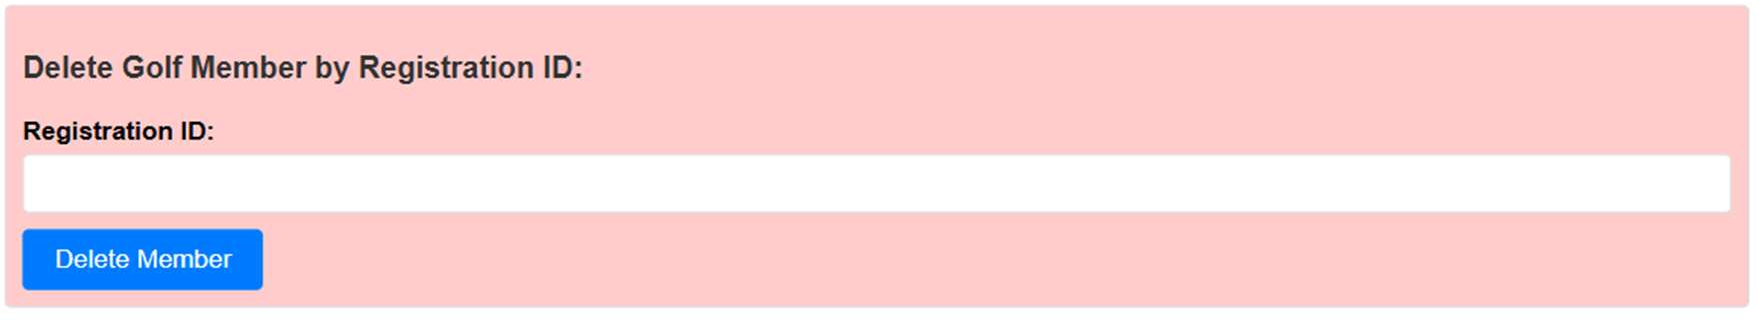 Delete Golf Member by Registration ID:
Registration ID:
Delete Member